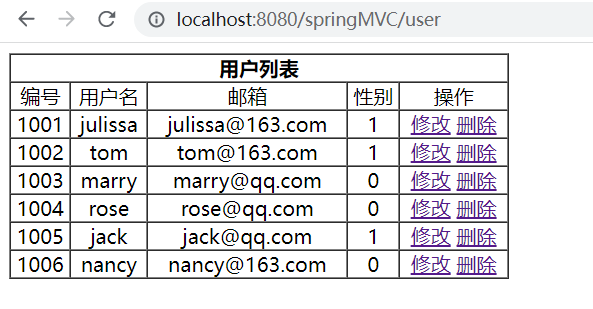 localhost:8080/springMVC/user
用户列表
编号 用户名 邮箱 性别 操作
1001 julissa julissa@163.com 1 修改 删除
1002 tom tom@163.com 1 修改 删除
1003 marry marry@qq.com 0 修改 删除
1004 rose rose@qq.com 0 修改 删除
1005 jack jack@qq.com 1 修改 删除
1006 nancy nancy@163.com 0 修改 删除